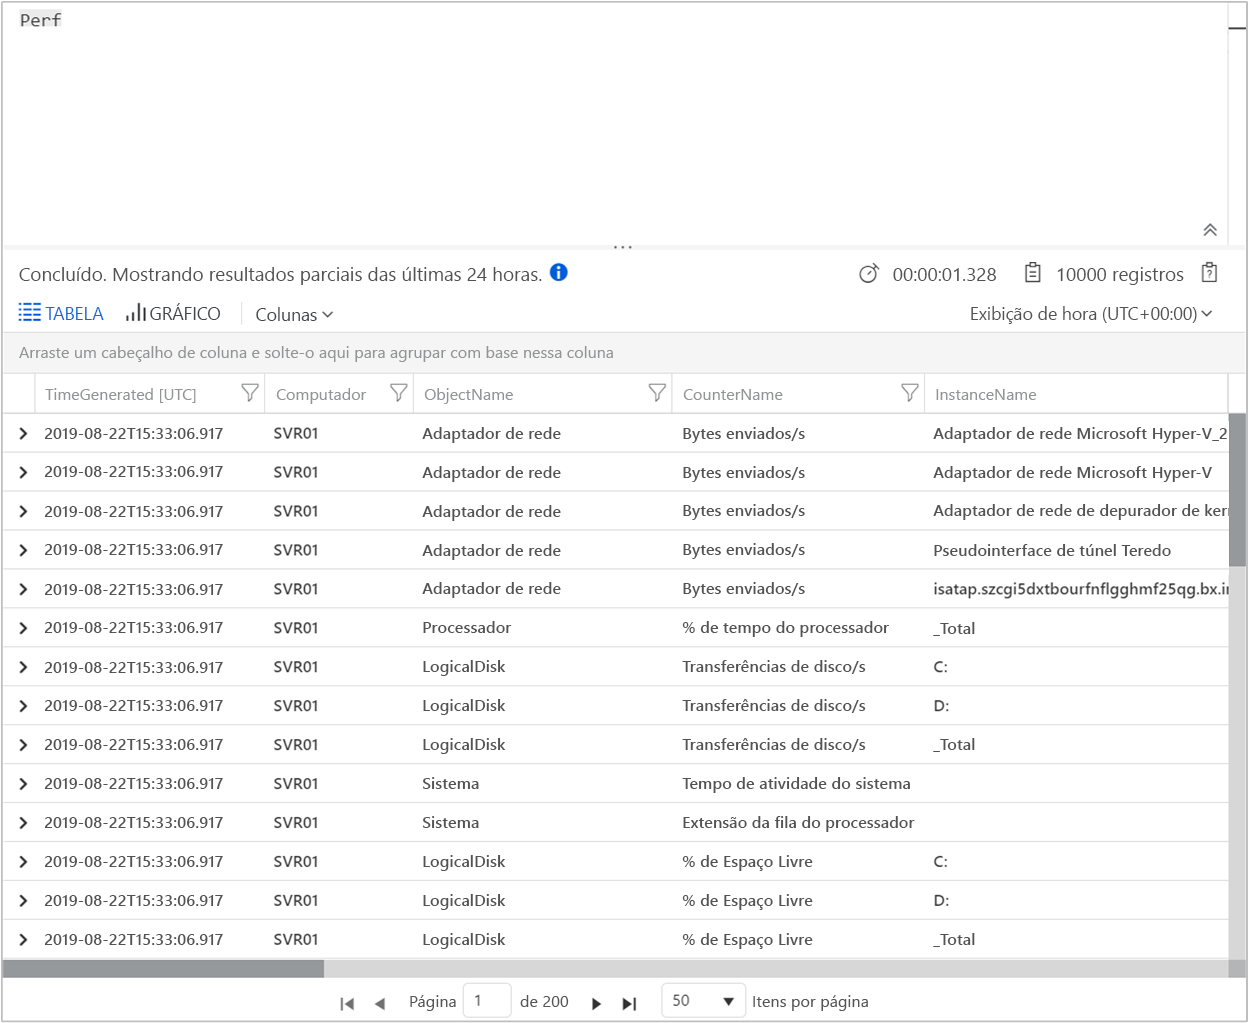 Perf
Concluído. Mostrando resultados parciais das últimas 24 horas. 00:00:01.328 10000 registros
TABELA GRÁFICO Colunas Exibição de hora (UTC+00:00)
Arraste um cabeçalho de coluna e solte-o aqui para agrupar com base nessa coluna
TimeGenerated [UTC] Computador ObjectName CounterName InstanceName
2019-08-22T15:33:06.917 SVR01 Adaptador de rede Bytes enviados/s Adaptador de rede Microsoft Hyper-V_2
2019-08-22T15:33:06.917 SVR01 Adaptador de rede Bytes enviados/s Adaptador de rede Microsoft Hyper-V
2019-08-22T15:33:06.917 SVR01 Adaptador de rede Bytes enviados/s Adaptador de rede de depurador de
2019-08-22T15:33:06.917 SVR01 Adaptador de rede Bytes enviados/s Pseudointerface de túnel Teredo
2019-08-22T15:33:06.917 SVR01 Adaptador de rede Bytes enviados/s
2019-08-22T15:33:06.917 SVR01 Processador % de tempo do processador _Total
2019-08-22T15:33:06.917 SVR01 LogicalDisk Transferências de disco/s C:
2019-08-22T15:33:06.917 SVR01 LogicalDisk Transferências de disco/s D:
2019-08-22T15:33:06.917 SVR01 LogicalDisk Transferências de disco/s _Total
2019-08-22T15:33:06.917 SVR01 Sistema Tempo de atividade do sistema
2019-08-22T15:33:06.917 SVR01 Sistema Extensão da fila do processador
2019-08-22T15:33:06.917 SVR01 LogicalDisk % de Espaço Livre C:
2019-08-22T15:33:06.917 SVR01 LogicalDisk % de Espaço Livre D:
2019-08-22T15:33:06.917 SVR01 LogicalDisk % de Espaço Livre _Total
Página 1 de 200 50 Itens por página